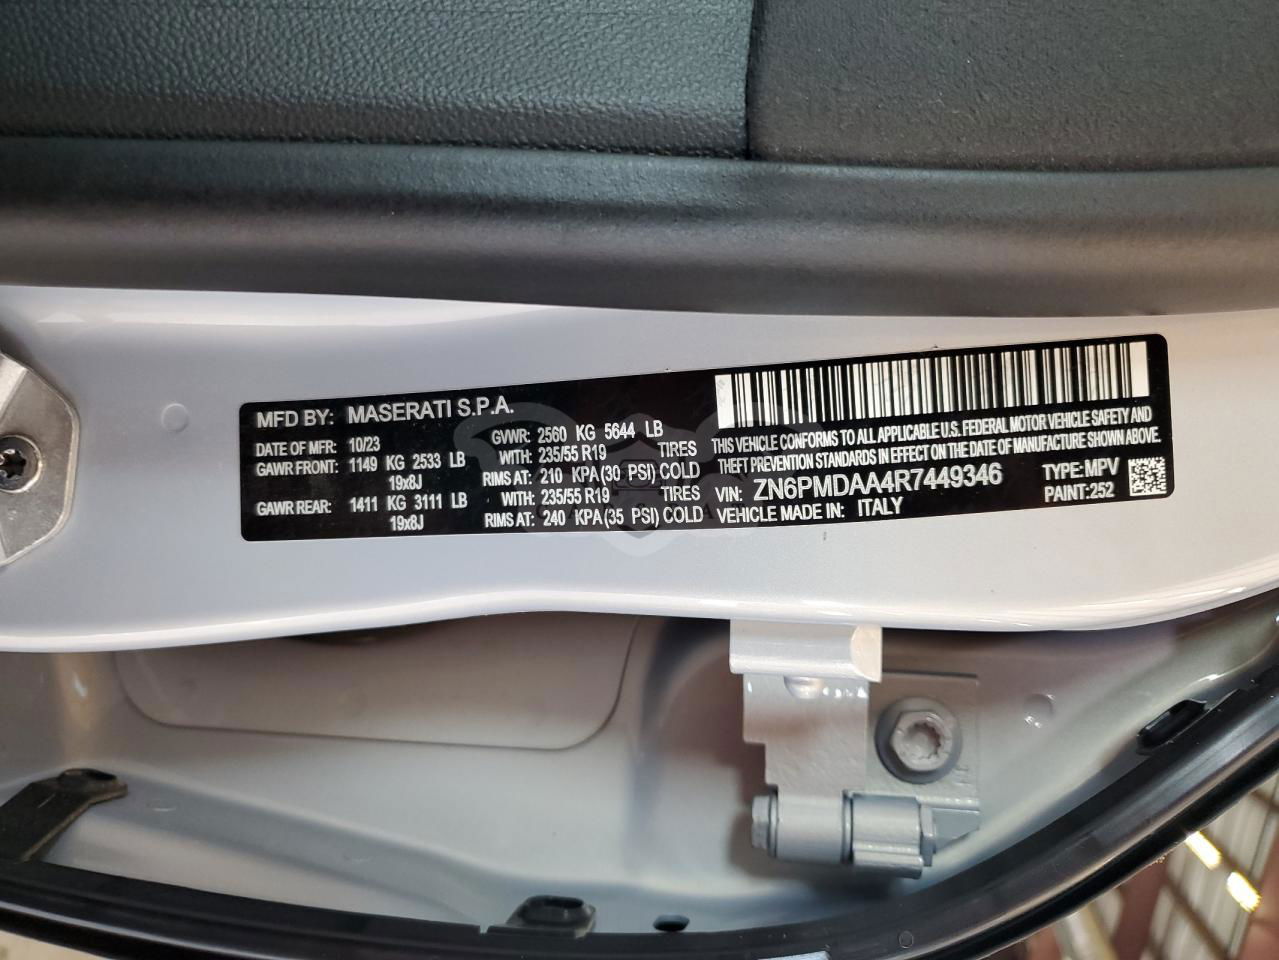 MFD BY: MASERATI S.P.A.
DATE OF MFR: 10/23 GVWR: 2560 KG 5644 LB
GAWR FRONT: 1149 KG 2533 LB WITH: 235/55 R19 TIRES
19x8J RIMS AT: 210 KPA(30 PSI) COLD
GAWR REAR: 1411 KG 3111 LB WITH: 235/55 R19 TIRES
19x8J RIMS AT: 240 KPA(35 PSI) COLD
THIS VEHICLE CONFORMS TO ALL APPLICABLE U.S. FEDERAL MOTOR VEHICLE SAFETY AND
THEFT PREVENTION STANDARDS IN EFFECT ON THE DATE OF MANUFACTURE SHOWN ABOVE.
VIN: ZN6PMDAA4R7449346 TYPE: MPV
VEHICLE MADE IN: ITALY PAINT: 252